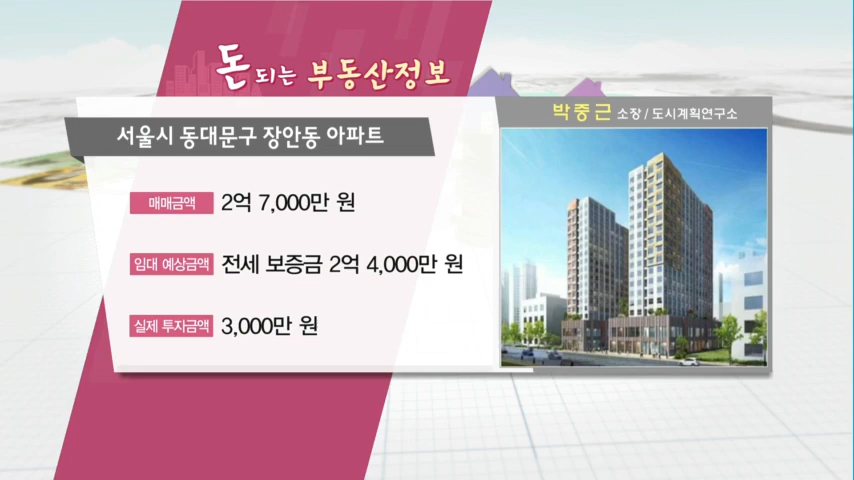 돈 되는 부동산정보
박중근 소장 / 도시계획연구소
서울시 동대문구 장안동 아파트
매매금액 2억 7,000만 원
임대 예상금액 전세 보증금 2억 4,000만 원
실제 투자금액 3,000만 원